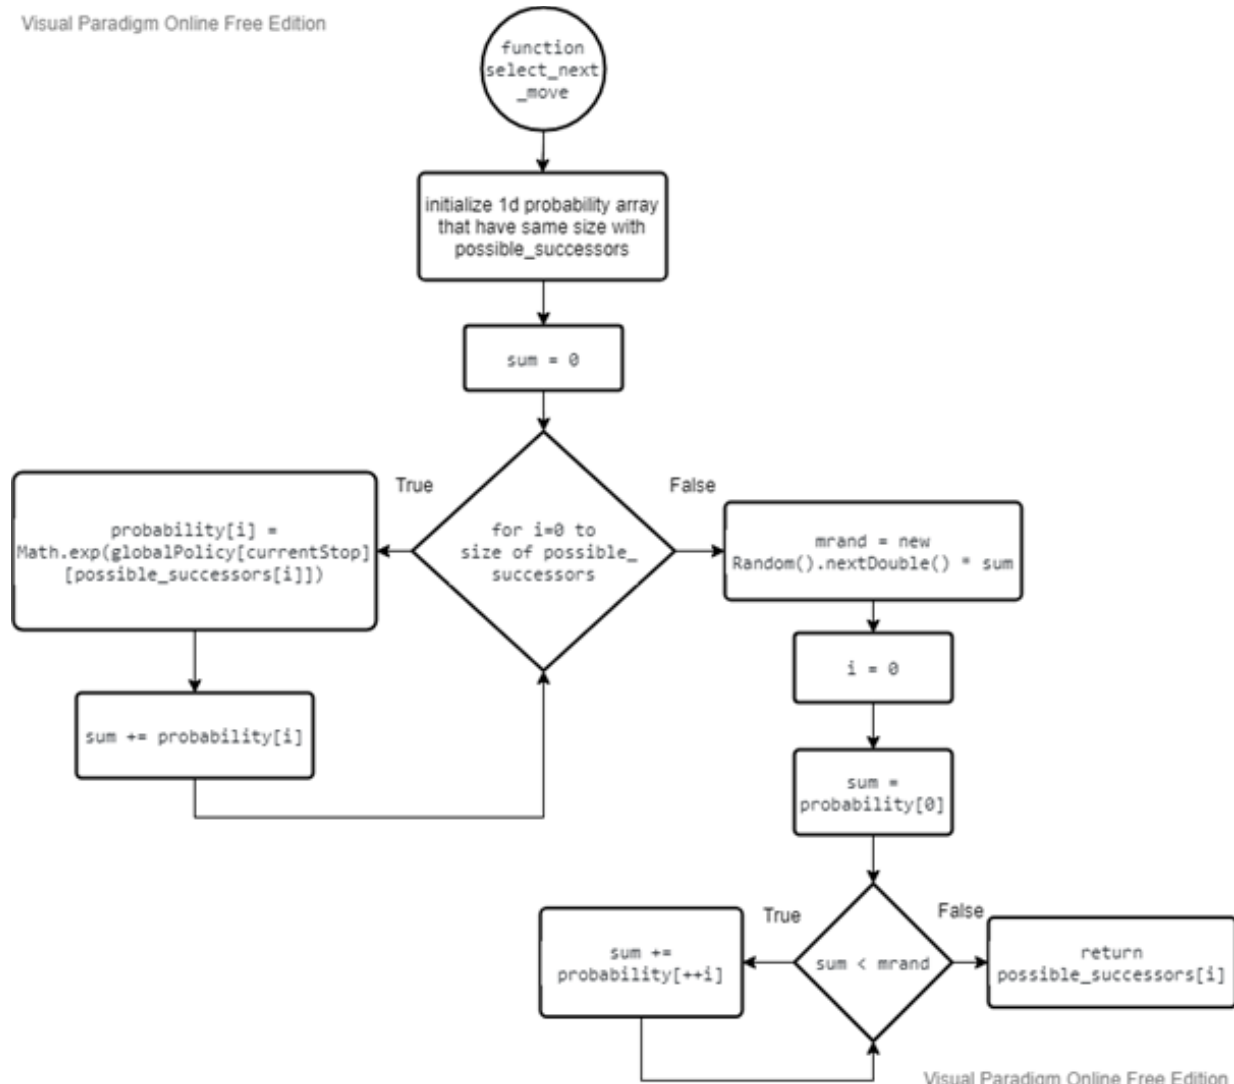 Visual Paradigm Online Free Edition
function
select_next
_move
initialize 1d probability array
that have same size with
possible_successors
sum = 0
True
False
for i=0 to
size of possible_
successors
probability[i] =
Math.exp(globalPolicy[currentStop]
[possible_successors[i]])
sum += probability[i]
mrand = new
Random().nextDouble() * sum
i = 0
sum =
probability[0]
True
False
sum < mrand
sum +=
probability[++i]
return
possible_successors[i]
Visual Paradigm Online Free Edition